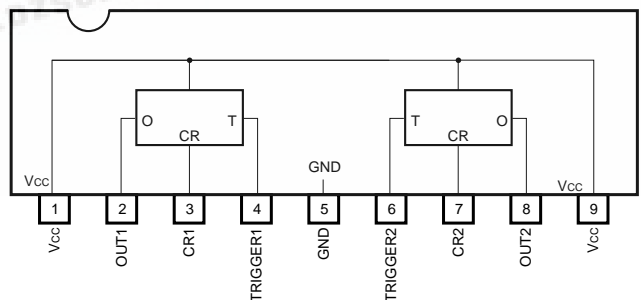 O
T
CR
T
O
CR
GND
Vcc
Vcc
1
2
3
4
5
6
7
8
9
Vcc
OUT1
CR1
TRIGGER1
GND
TRIGGER2
CR2
OUT2
Vcc